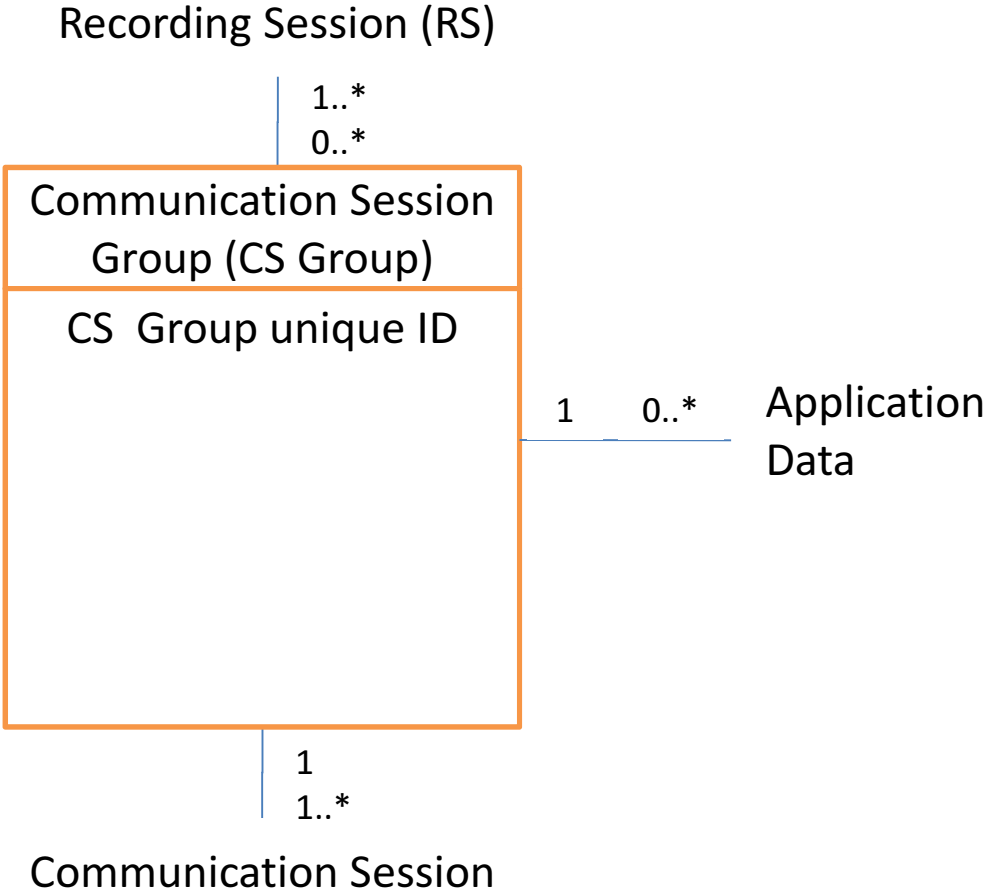 Recording Session (RS)
1..*
0..*
Communication Session
Group (CS Group)
CS  Group unique ID
1
0..*
Application
Data
1
1..*
Communication Session